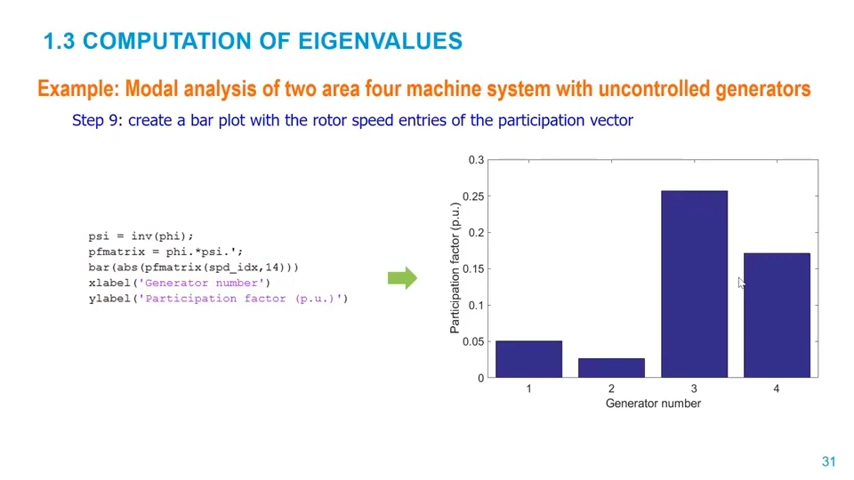 1.3 COMPUTATION OF EIGENVALUES
Example: Modal analysis of two area four machine system with uncontrolled generators
Step 9: create a bar plot with the rotor speed entries of the participation vector
psi = inv(phi);
pfmatrix = phi.*psi.';
bar(abs(pfmatrix(spd_idx,14)))
xlabel('Generator number')
ylabel('Participation factor (p.u.)')
Participation factor (p.u.)
0.3
0.25
0.2
0.15
0.1
0.05
0
1 2 3 4
Generator number
31